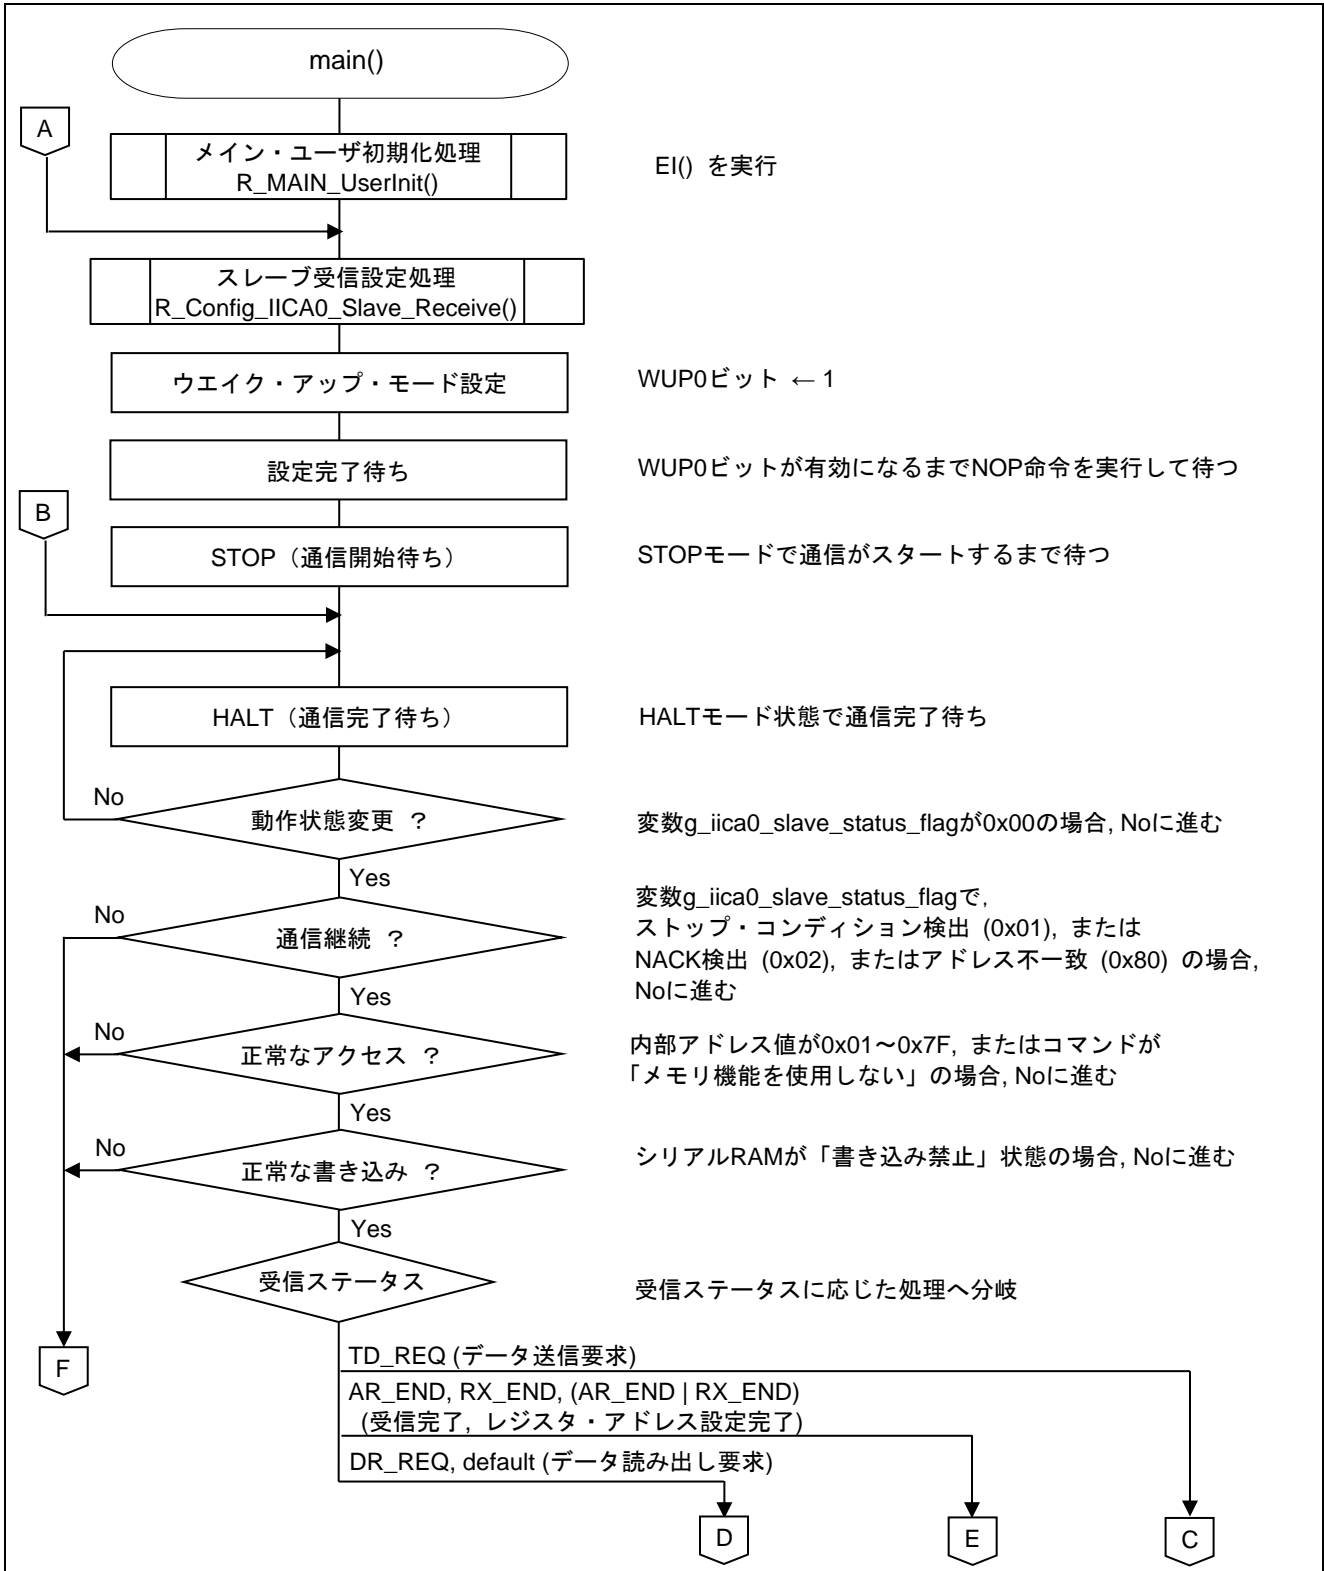 main()
A
メイン・ユーザ初期化処理
R_MAIN_UserInit()
EI() を実行
スレーブ受信設定処理
R_Config_IICA0_Slave_Receive()
ウエイク・アップ・モード設定
WUP0ビット ← 1
設定完了待ち
WUP0ビットが有効になるまでNOP命令を実行して待つ
B
STOP（通信開始待ち）
STOPモードで通信がスタートするまで待つ
HALT（通信完了待ち）
HALTモード状態で通信完了待ち
No
動作状態変更 ？
変数g_iica0_slave_status_flagが0x00の場合, Noに進む
Yes
No
通信継続 ？
変数g_iica0_slave_status_flagで,
ストップ・コンディション検出 (0x01), または
NACK検出 (0x02), またはアドレス不一致 (0x80) の場合,
Noに進む
Yes
No
正常なアクセス ？
内部アドレス値が0x01～0x7F, またはコマンドが
「メモリ機能を使用しない」の場合, Noに進む
Yes
No
正常な書き込み ？
シリアルRAMが「書き込み禁止」状態の場合, Noに進む
Yes
受信ステータス
受信ステータスに応じた処理へ分岐
F
TD_REQ (データ送信要求)
AR_END, RX_END, (AR_END | RX_END)
(受信完了, レジスタ・アドレス設定完了)
DR_REQ, default (データ読み出し要求)
D
E
C